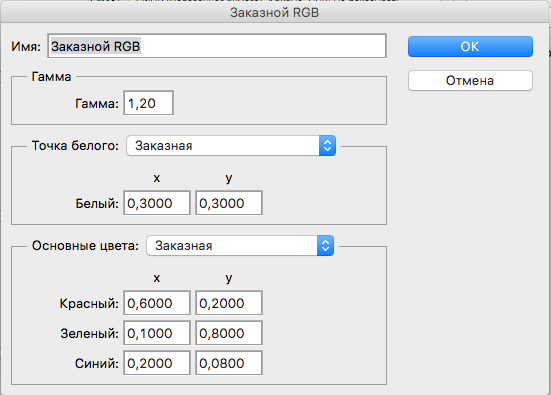 Заказной RGB
Имя: Заказной RGB
OK
Отмена
Гамма
Гамма: 1,20
Точка белого: Заказная
x y
Белый: 0,3000 0,3000
Основные цвета: Заказная
x y
Красный: 0,6000 0,2000
Зеленый: 0,1000 0,8000
Синий: 0,2000 0,0800